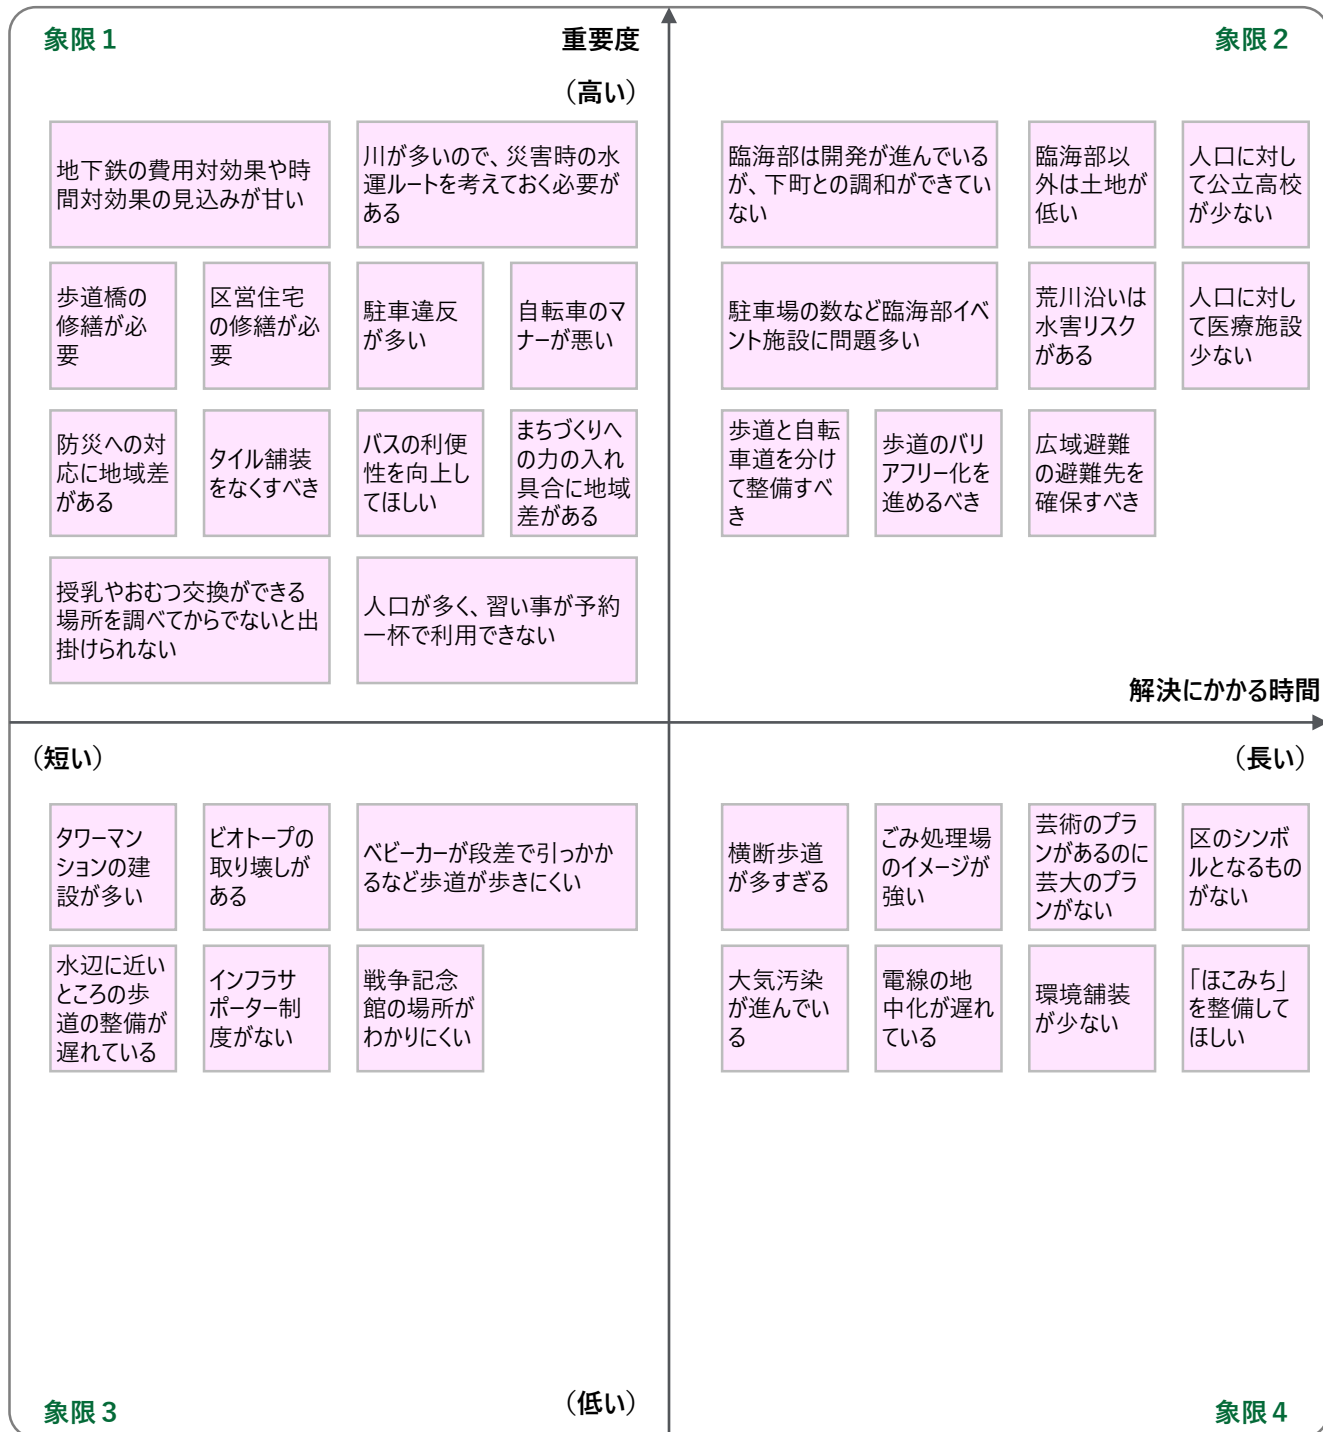 象限１
重要度
（高い）
象限２
地下鉄の費用対効果や時
間対効果の見込みが甘い
川が多いので、災害時の水
運ルートを考えておく必要が
ある
歩道橋の
修繕が必
要
区営住宅
の修繕が必
要
駐車違反
が多い
自転車のマ
ナーが悪い
防災への対
応に地域差
がある
タイル舗装
をなくすべき
バスの利便
性を向上し
てほしい
まちづくりへ
の力の入れ
具合に地域
差がある
授乳やおむつ交換ができる
場所を調べてからでないと出
掛けられない
人口が多く、習い事が予約
一杯で利用できない
臨海部は開発が進んでいる
が、下町との調和ができてい
ない
臨海部以
外は土地が
低い
人口に対し
て公立高校
が少ない
駐車場の数など臨海部イベ
ント施設に問題多い
荒川沿いは
水害リスク
がある
人口に対し
て医療施設
少ない
歩道と自転
車道を分け
て整備すべ
き
歩道のバリ
アフリー化を
進めるべき
広域避難
の避難先を
確保すべき
解決にかかる時間
（短い）
（長い）
タワーマン
ションの建
設が多い
ビオトープの
取り壊しが
ある
ベビーカーが段差で引っかか
るなど歩道が歩きにくい
水辺に近い
ところの歩
道の整備が
遅れている
インフラサ
ポーター制
度がない
戦争記念
館の場所が
わかりにくい
横断歩道
が多すぎる
ごみ処理場
のイメージが
強い
芸術のプラ
ンがあるのに
芸大のプラ
ンがない
区のシンボ
ルとなるもの
がない
大気汚染
が進んでい
る
電線の地
中化が遅れ
ている
環境舗装
が少ない
「ほこみち」
を整備して
ほしい
象限３
（低い）
象限４